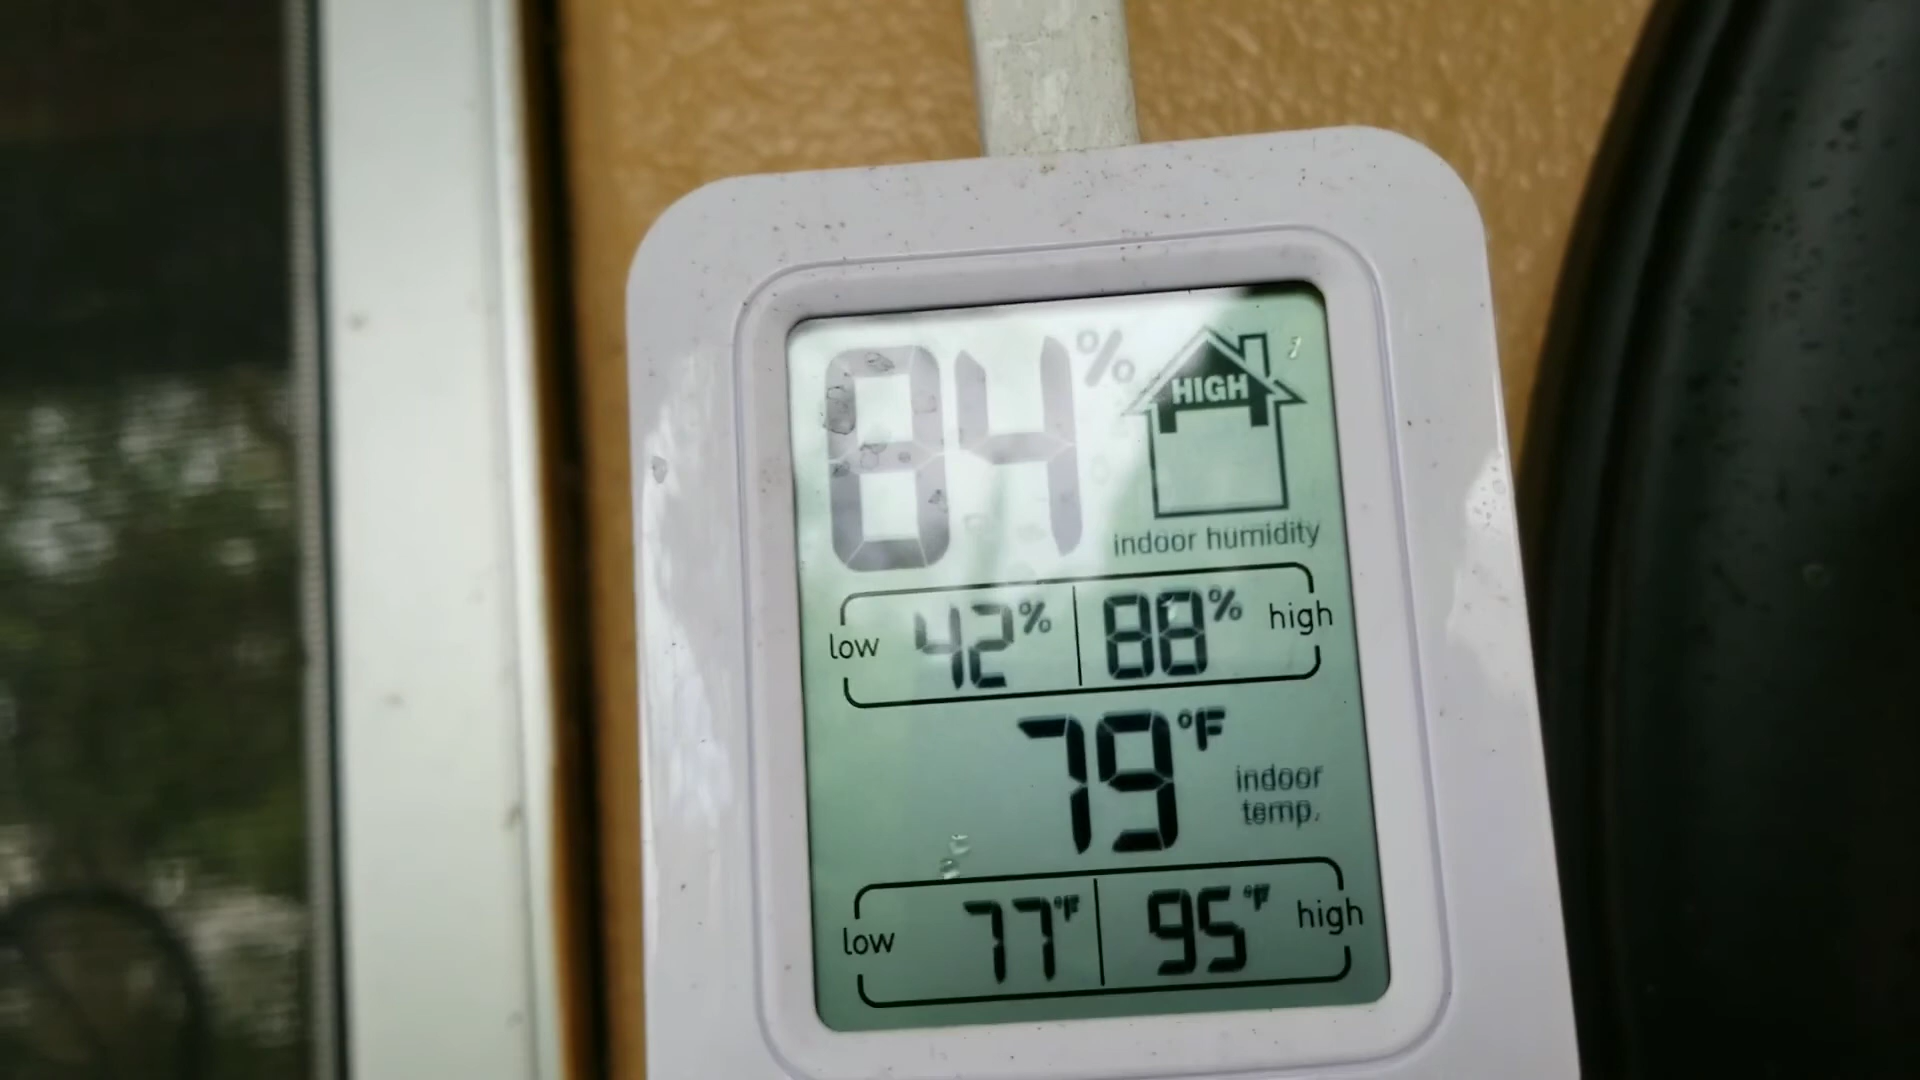 84%
HIGH
indoor humidity
low 42% 88% high
79°F
indoor
temp.
low 77°F 95°F high